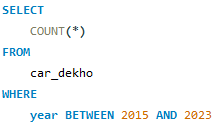 SELECT
COUNT(*)
FROM
car_dekho
WHERE
year BETWEEN 2015 AND 2023